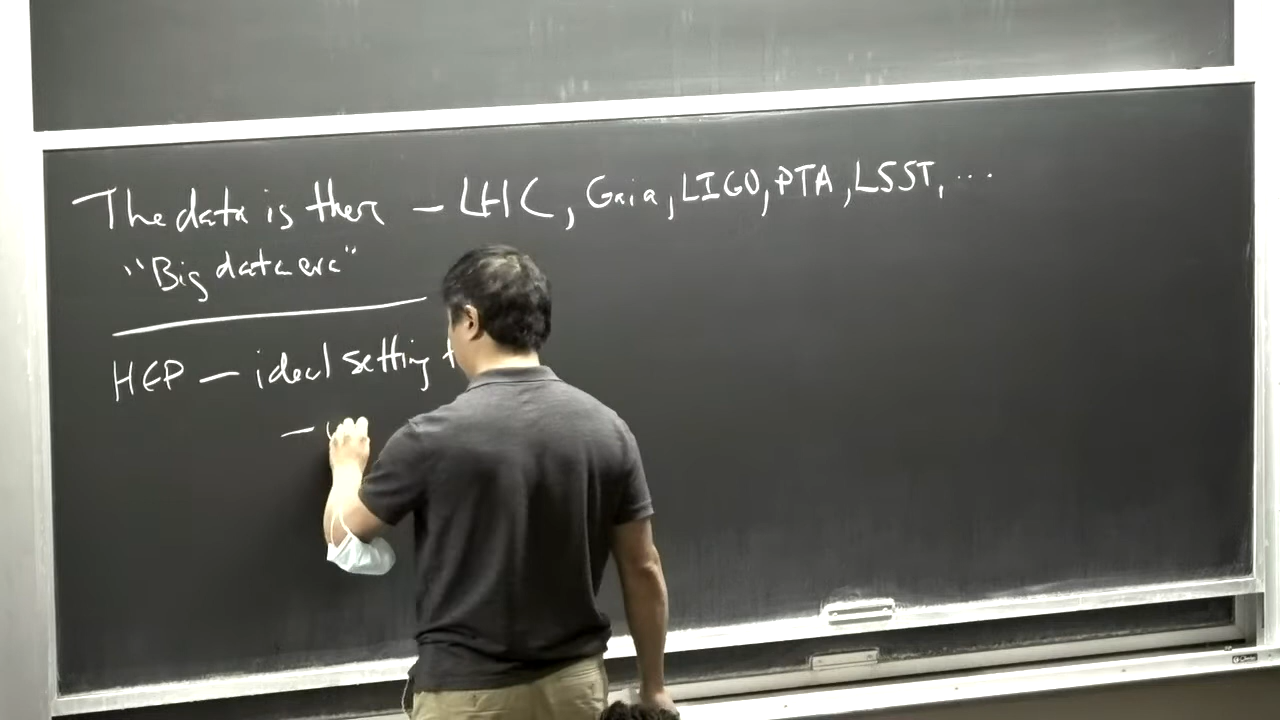 The data is there – LHC, Gaia, LIGO, PTA, LSST, ...
"Big data era"
HEP – ideal setting
–